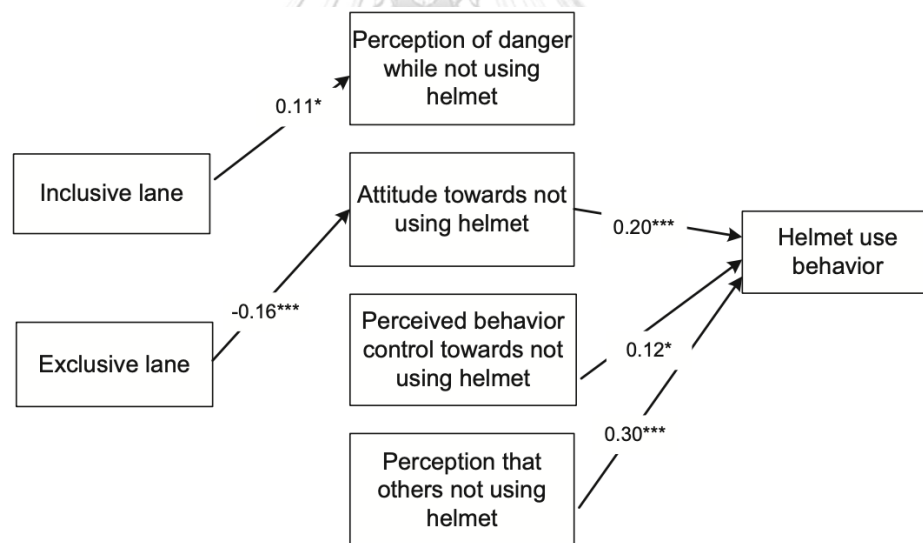 Perception of danger
while not using
helmet
0.11*
Inclusive lane
Attitude towards not
using helmet
0.20***
Helmet use
behavior
-0.16***
Exclusive lane
Perceived behavior
control towards not
using helmet
0.12*
0.30***
Perception that
others not using
helmet